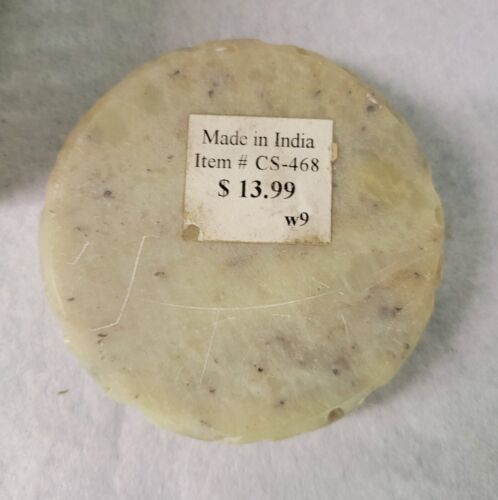 Made in India
Item # CS-468
$ 13.99
w9